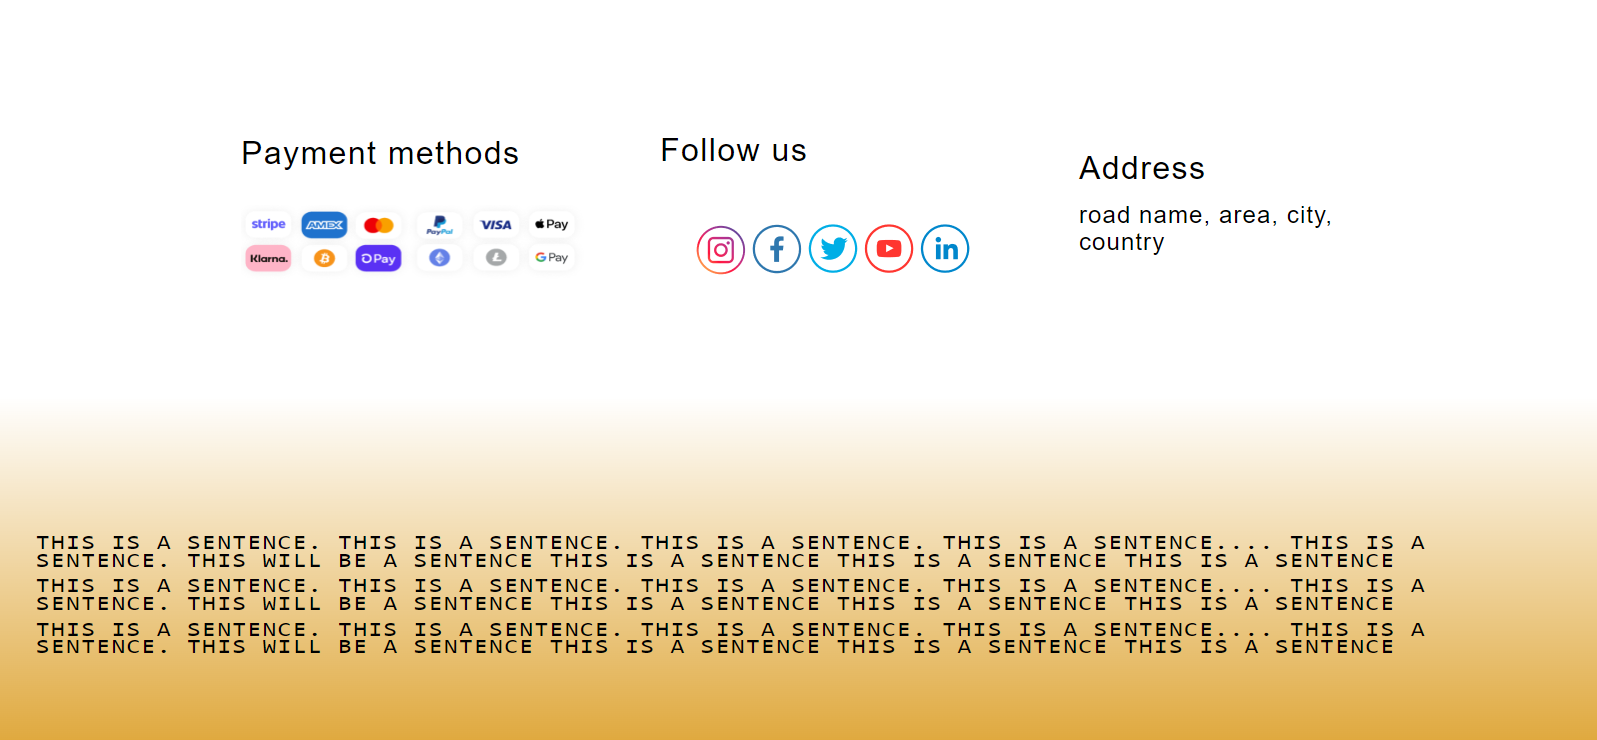 Payment methods
Follow us
Address
stripe AMEX PayPal VISA Pay
Klarna. Pay G Pay
f in
road name, area, city,
country
THIS IS A SENTENCE. THIS IS A SENTENCE. THIS IS A SENTENCE. THIS IS A SENTENCE.... THIS IS A
SENTENCE. THIS WILL BE A SENTENCE THIS IS A SENTENCE THIS IS A SENTENCE THIS IS A SENTENCE
THIS IS A SENTENCE. THIS IS A SENTENCE. THIS IS A SENTENCE. THIS IS A SENTENCE.... THIS IS A
SENTENCE. THIS WILL BE A SENTENCE THIS IS A SENTENCE THIS IS A SENTENCE THIS IS A SENTENCE
THIS IS A SENTENCE. THIS IS A SENTENCE. THIS IS A SENTENCE. THIS IS A SENTENCE.... THIS IS A
SENTENCE. THIS WILL BE A SENTENCE THIS IS A SENTENCE THIS IS A SENTENCE THIS IS A SENTENCE